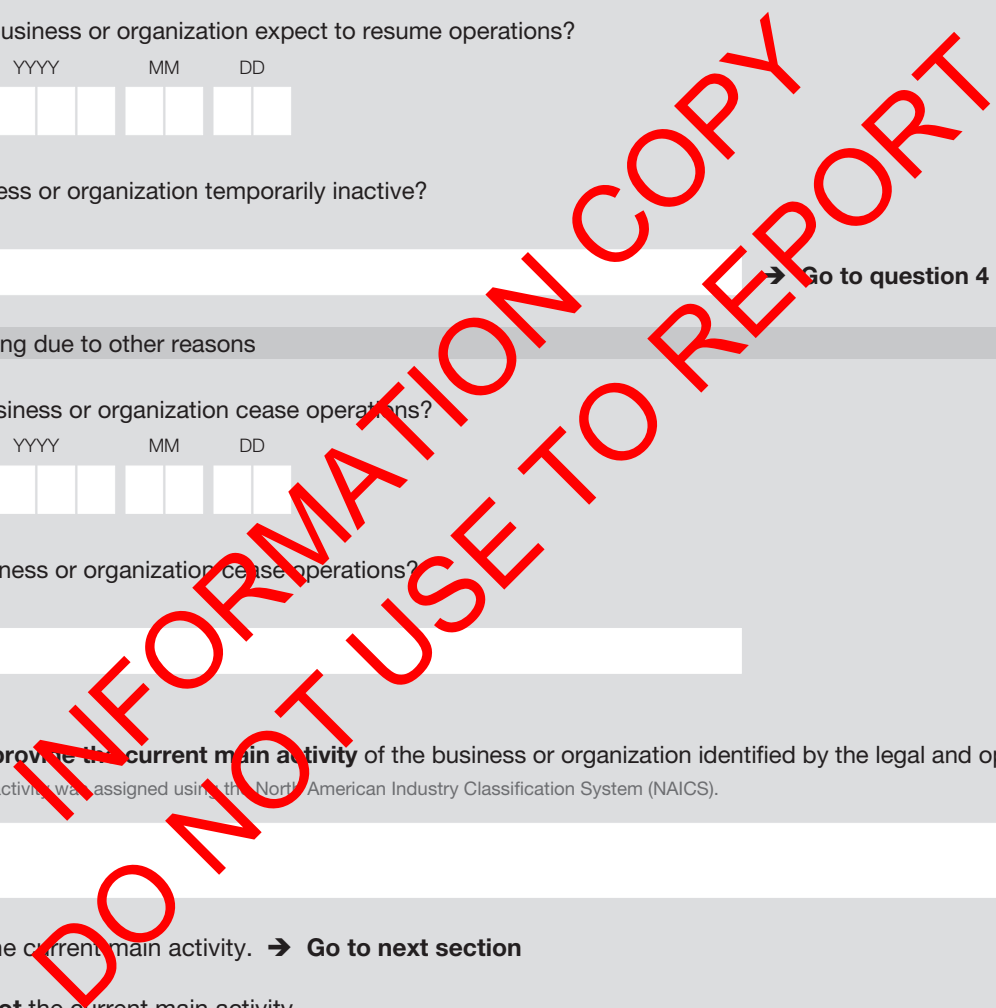 usiness or organization expect to resume operations?
YYYY MM DD
ess or organization temporarily inactive?
➔ Go to question 4
ng due to other reasons
siness or organization cease operations?
YYYY MM DD
ness or organization cease operations?
provide the current main activity of the business or organization identified by the legal and op
activity was assigned using the North American Industry Classification System (NAICS).
he current main activity. ➔ Go to next section
ot the current main activity
INFORMATION COPY
DO NOT USE TO REPORT